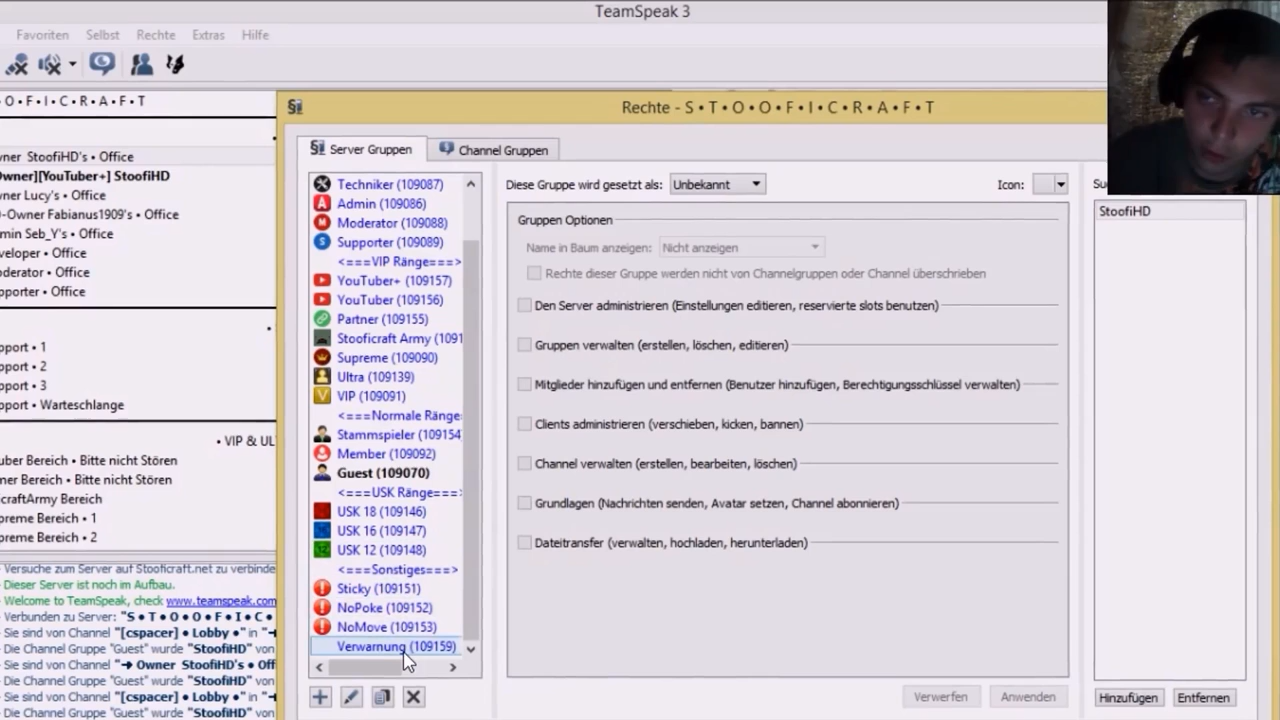 TeamSpeak 3
Favoriten Selbst Rechte Extras Hilfe
O • F • I • C • R • A • F • T
wner StoofiHD's • Office
Owner][YouTuber+] StoofiHD
wner Lucy's • Office
-Owner Fabianus1909's • Office
min Seb_Y's • Office
veloper • Office
oderator • Office
pporter • Office
pport • 1
pport • 2
pport • 3
pport • Warteschlange
• VIP & UL
uber Bereich • Bitte nicht Stören
ner Bereich • Bitte nicht Stören
icraftArmy Bereich
preme Bereich • 1
preme Bereich • 2
Versuche zum Server auf Stooficraft.net zu verbinde
Dieser Server ist noch im Aufbau.
Welcome to TeamSpeak, check www.teamspeak.com
Verbunden zu Server: "S • T • O • O • F • I • C •
Sie sind von Channel "[cspacer] • Lobby •" in "➔
Die Channel Gruppe "Guest" wurde "StoofiHD" von
Sie sind von Channel "➔ Owner StoofiHD's • Off
Die Channel Gruppe "Guest" wurde "StoofiHD" von
Sie sind von Channel "[cspacer] • Lobby •" in "➔
Die Channel Gruppe "Guest" wurde "StoofiHD" von
Rechte - S • T • O • O • F • I • C • R • A • F • T
Server Gruppen
Channel Gruppen
Techniker (109087)
Admin (109086)
Moderator (109088)
Supporter (109089)
<===VIP Ränge===>
YouTuber+ (109157)
YouTuber (109156)
Partner (109155)
Stooficraft Army (1091
Supreme (109090)
Ultra (109139)
VIP (109091)
<===Normale Ränge
Stammspieler (109154
Member (109092)
Guest (109070)
<===USK Ränge===>
USK 18 (109146)
USK 16 (109147)
USK 12 (109148)
<===Sonstiges===>
Sticky (109151)
NoPoke (109152)
NoMove (109153)
Verwarnung (109159)
Diese Gruppe wird gesetzt als: Unbekannt
Icon:
Gruppen Optionen
Name in Baum anzeigen: Nicht anzeigen
Rechte dieser Gruppe werden nicht von Channelgruppen oder Channel überschrieben
Den Server administrieren (Einstellungen editieren, reservierte slots benutzen)
Gruppen verwalten (erstellen, löschen, editieren)
Mitglieder hinzufügen und entfernen (Benutzer hinzufügen, Berechtigungsschlüssel verwalten)
Clients administrieren (verschieben, kicken, bannen)
Channel verwalten (erstellen, bearbeiten, löschen)
Grundlagen (Nachrichten senden, Avatar setzen, Channel abonnieren)
Dateitransfer (verwalten, hochladen, herunterladen)
Verwerfen
Anwenden
StoofiHD
Hinzufügen
Entfernen